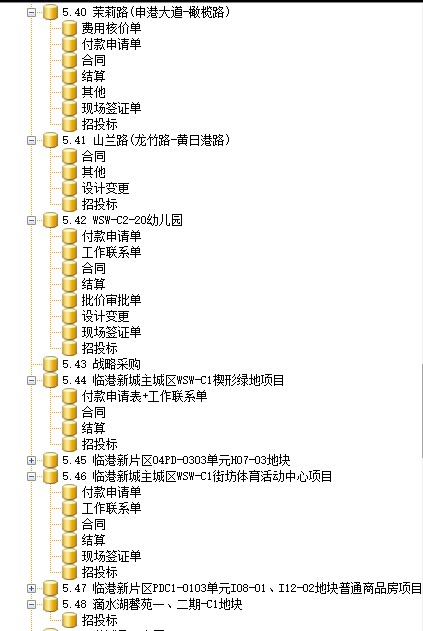 5.40 茉莉路(申港大道-橄榄路)
费用核价单
付款申请单
合同
结算
其他
现场签证单
招投标
5.41 山兰路(龙竹路-黄日港路)
合同
其他
设计变更
招投标
5.42 WSW-C2-20幼儿园
付款申请单
工作联系单
合同
结算
批价审批单
设计变更
现场签证单
招投标
5.43 战略采购
5.44 临港新城主城区WSW-C1楔形绿地项目
付款申请表+工作联系单
合同
结算
招投标
5.45 临港新片区04PD-0303单元H07-03地块
5.46 临港新城主城区WSW-C1街坊体育活动中心项目
付款申请单
工作联系单
合同
结算
现场签证单
招投标
5.47 临港新片区PDC1-0103单元I08-01、I12-02地块普通商品房项目
5.48 滴水湖馨苑一、二期-C1地块
招投标